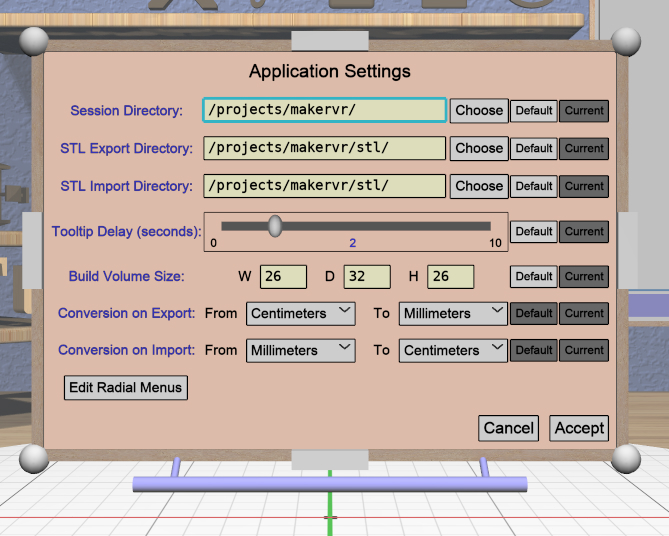 Application Settings
Session Directory: /projects/makervr/ Choose Default Current
STL Export Directory: /projects/makervr/stl/ Choose Default Current
STL Import Directory: /projects/makervr/stl/ Choose Default Current
Tooltip Delay (seconds): 0 2 10 Default Current
Build Volume Size: W 26 D 32 H 26 Default Current
Conversion on Export: From Centimeters To Millimeters Default Current
Conversion on Import: From Millimeters To Centimeters Default Current
Edit Radial Menus
Cancel Accept